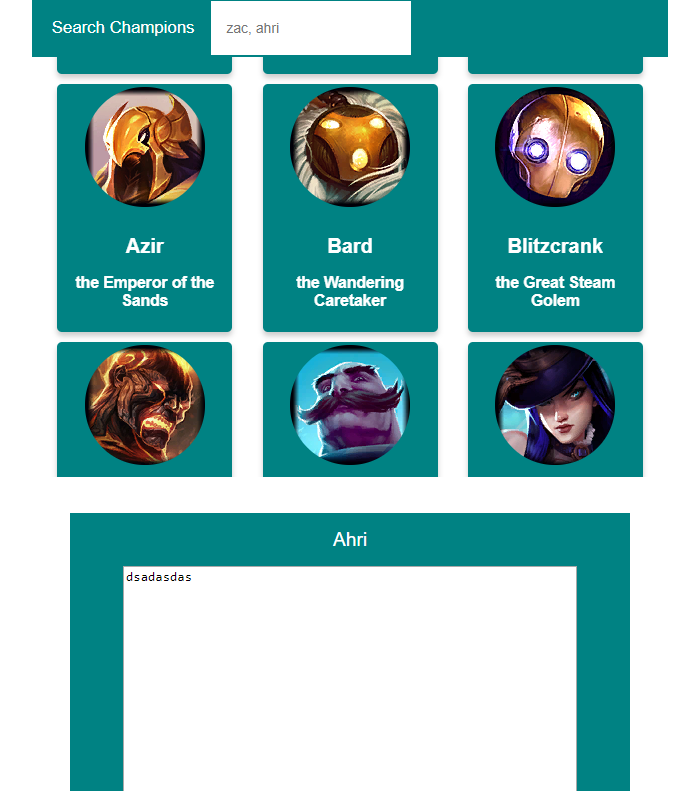 Search Champions
zac, ahri
Azir
the Emperor of the
Sands
Bard
the Wandering
Caretaker
Blitzcrank
the Great Steam
Golem
Ahri
dsadasdas